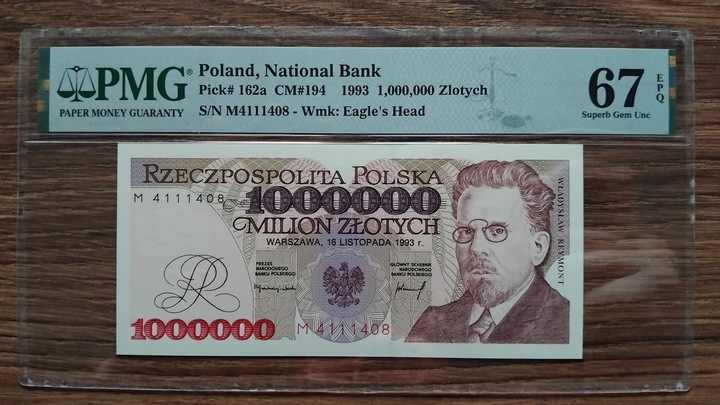 PMG®
PAPER MONEY GUARANTY
Poland, National Bank
Pick# 162a CM#194 1993 1,000,000 Zlotych
S/N M4111408 - Wmk: Eagle's Head
67 EPQ
Superb Gem Unc
RZECZPOSPOLITA POLSKA
M 4111408
1000000
MILION ZŁOTYCH
WARSZAWA, 16 LISTOPADA 1993 r.
PREZES
NARODOWEGO
BANKU POLSKIEGO
GŁÓWNY SKARBNIK
NARODOWEGO
BANKU POLSKIEGO
WŁADYSŁAW REYMONT
1000000
M 4111408